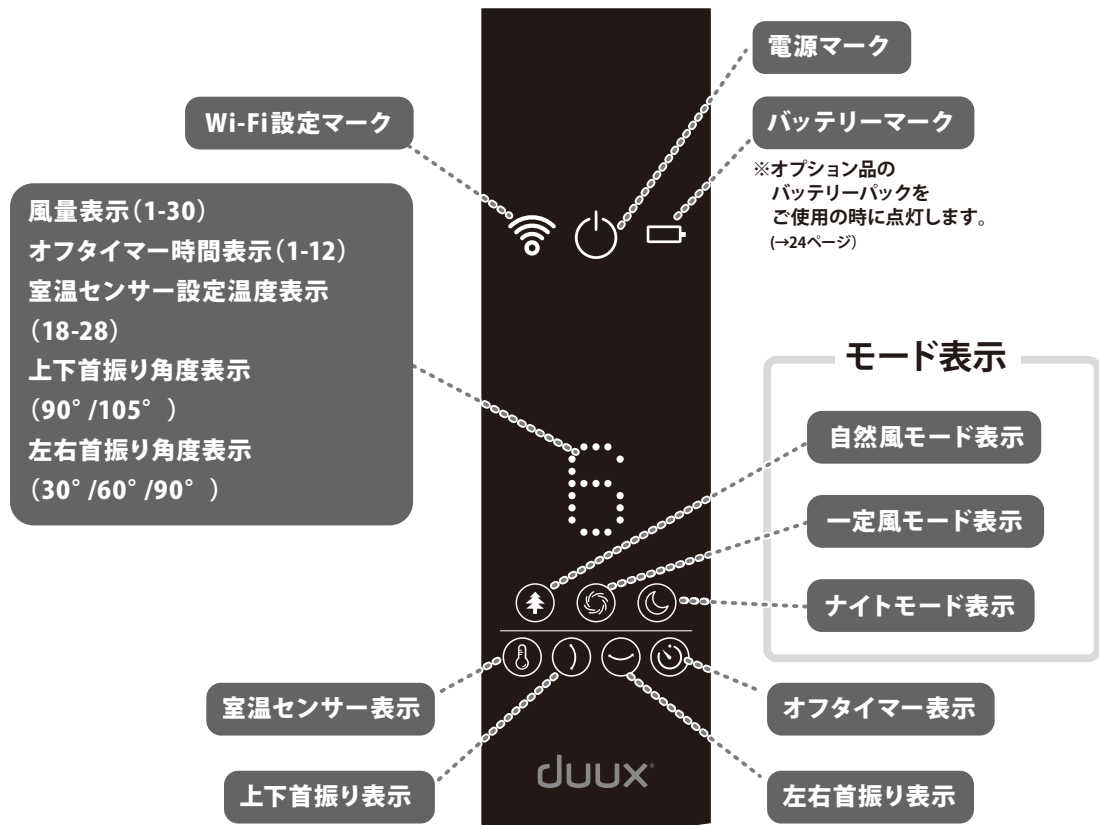 電源マーク
Wi-Fi設定マーク
バッテリーマーク
※オプション品の
バッテリーパックを
ご使用の時に点灯します。
(→24ページ)
風量表示(1-30)
オフタイマー時間表示(1-12)
室温センサー設定温度表示
(18-28)
上下首振り角度表示
(90°/105°)
左右首振り角度表示
(30°/60°/90°)
モード表示
自然風モード表示
6
一定風モード表示
ナイトモード表示
室温センサー表示
オフタイマー表示
duux®
上下首振り表示
左右首振り表示